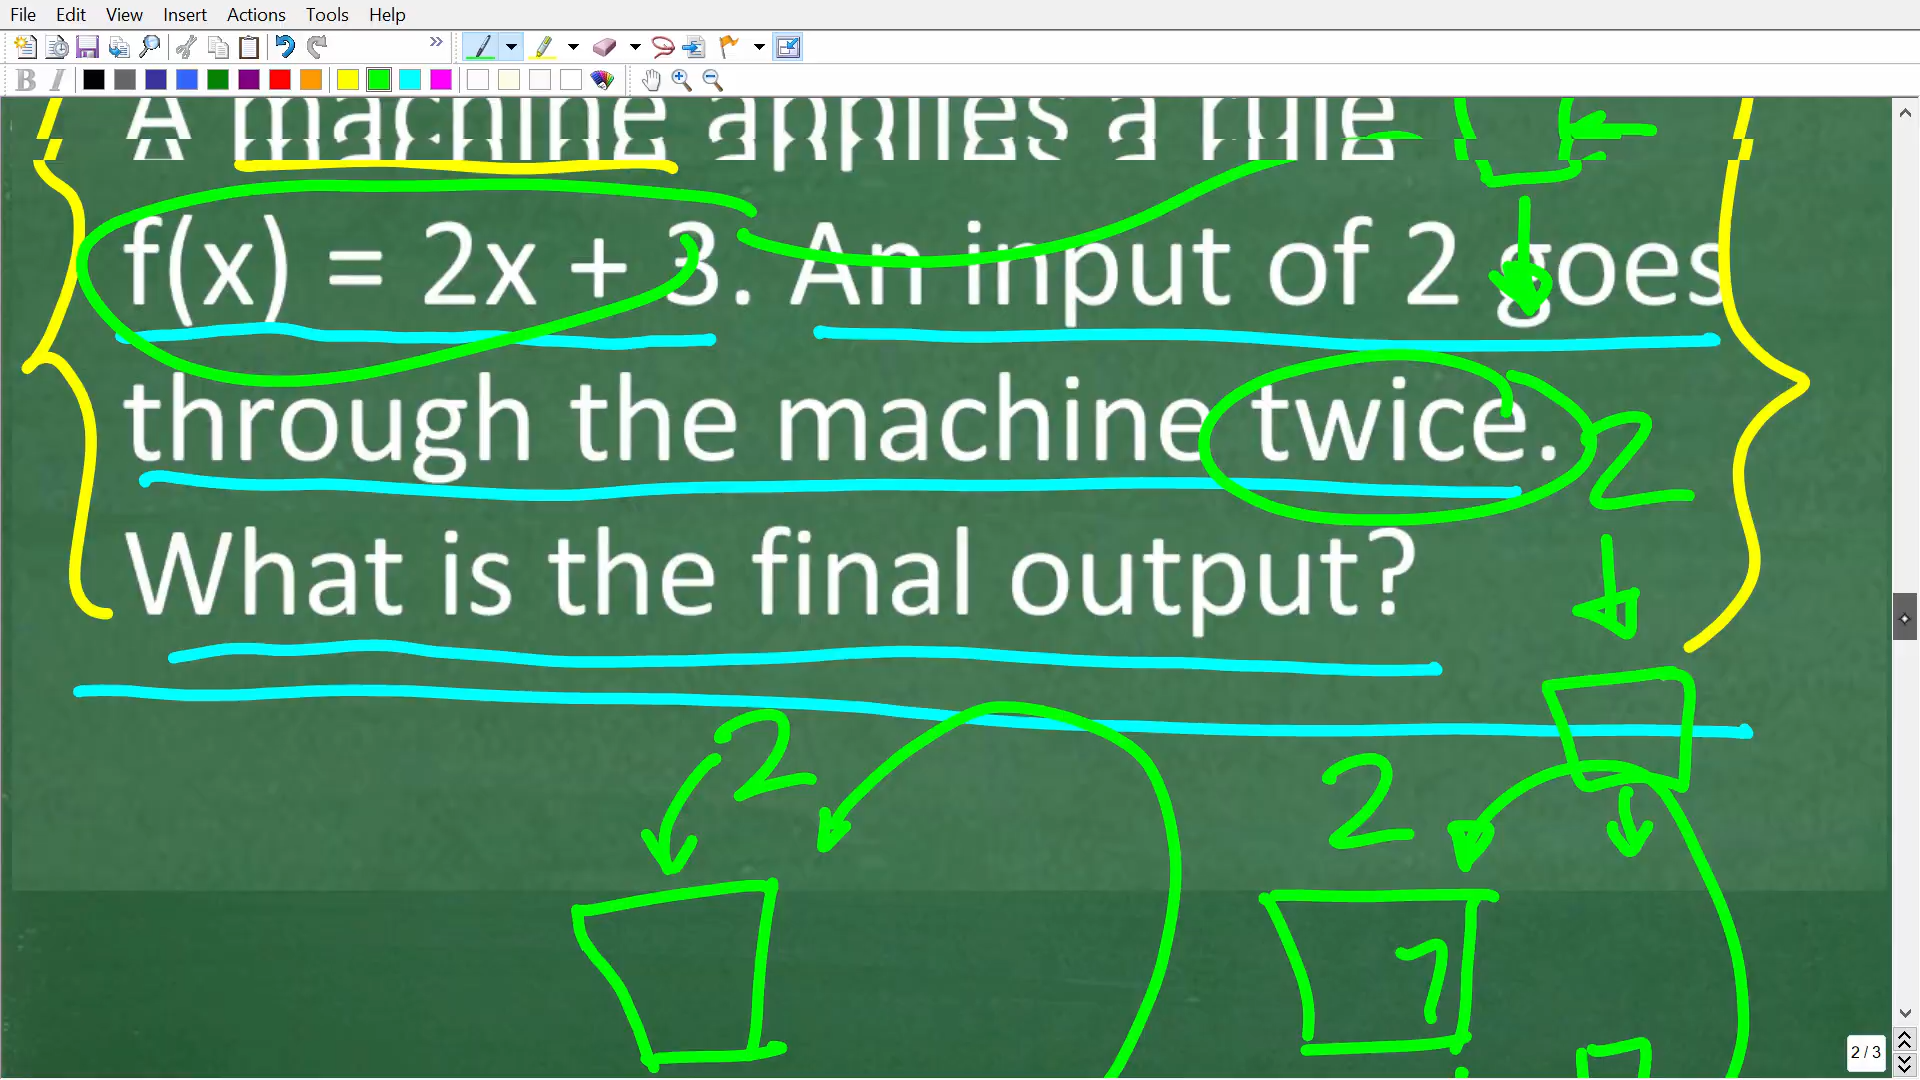 File Edit View Insert Actions Tools Help
B I
A machine applies a rule
f(x) = 2x + 3. An input of 2 goes
through the machine twice.
2
What is the final output?
2
2
7
2 / 3